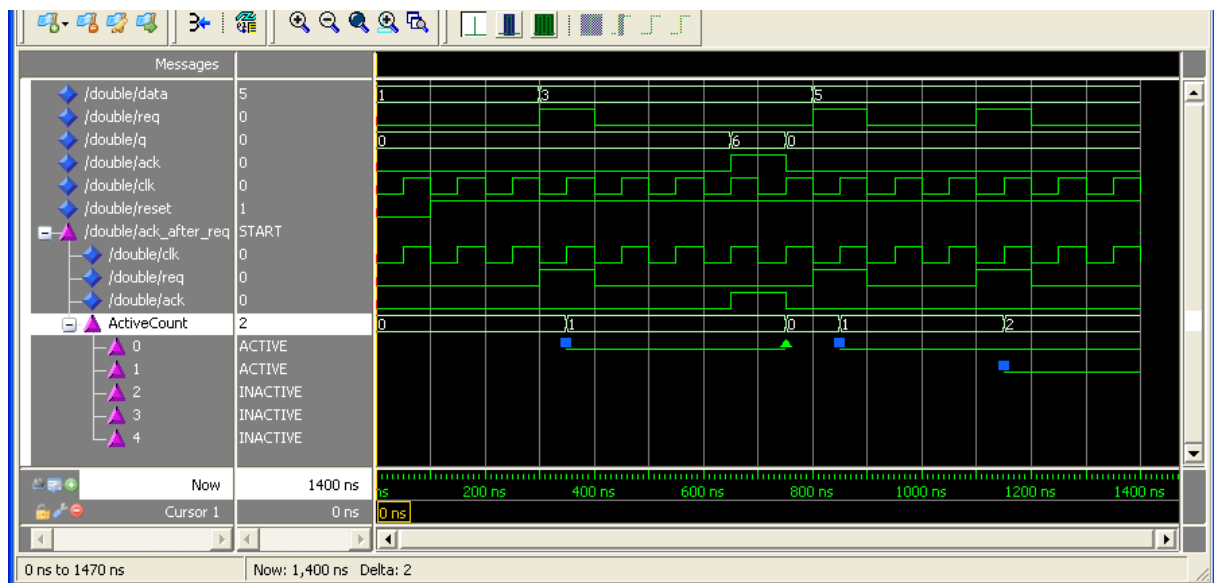 Messages
/double/data 5 1 3 5
/double/req 0
/double/q 0 0 6 0
/double/ack 0
/double/clk 0
/double/reset 1
/double/ack_after_req START
/double/clk 0
/double/req 0
/double/ack 0
ActiveCount 2 0 1 0 1 2
0 ACTIVE
1 ACTIVE
2 INACTIVE
3 INACTIVE
4 INACTIVE
Now 1400 ns ns 200 ns 400 ns 600 ns 800 ns 1000 ns 1200 ns 1400 ns
Cursor 1 0 ns 0 ns
0 ns to 1470 ns Now: 1,400 ns Delta: 2